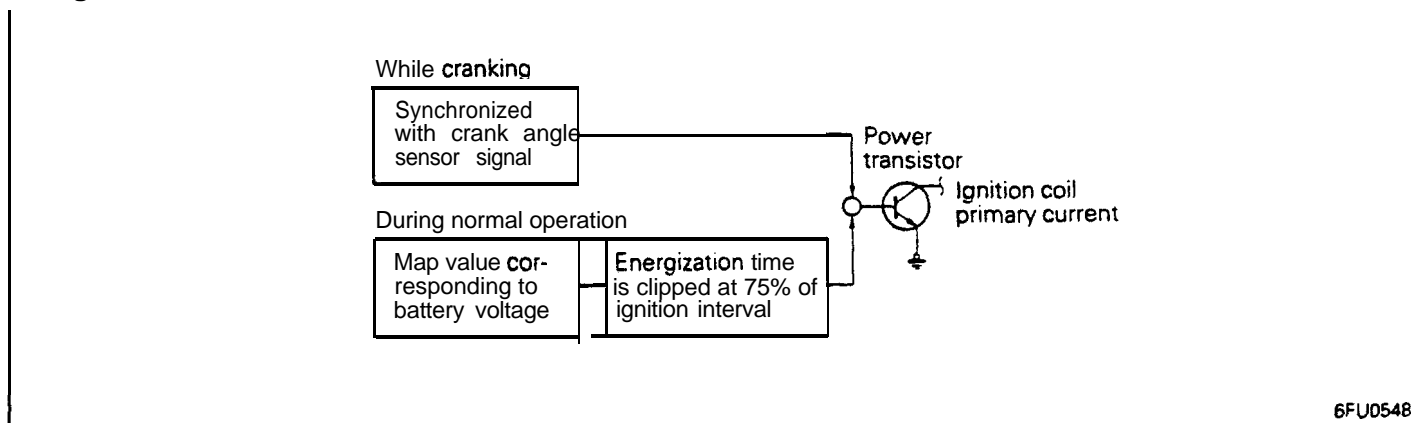 While cranking
Synchronized
with crank angle
sensor signal
Power
transistor
Ignition coil
primary current
During normal operation
Map value cor-
responding to
battery voltage
Energization time
is clipped at 75% of
ignition interval
6FU0548